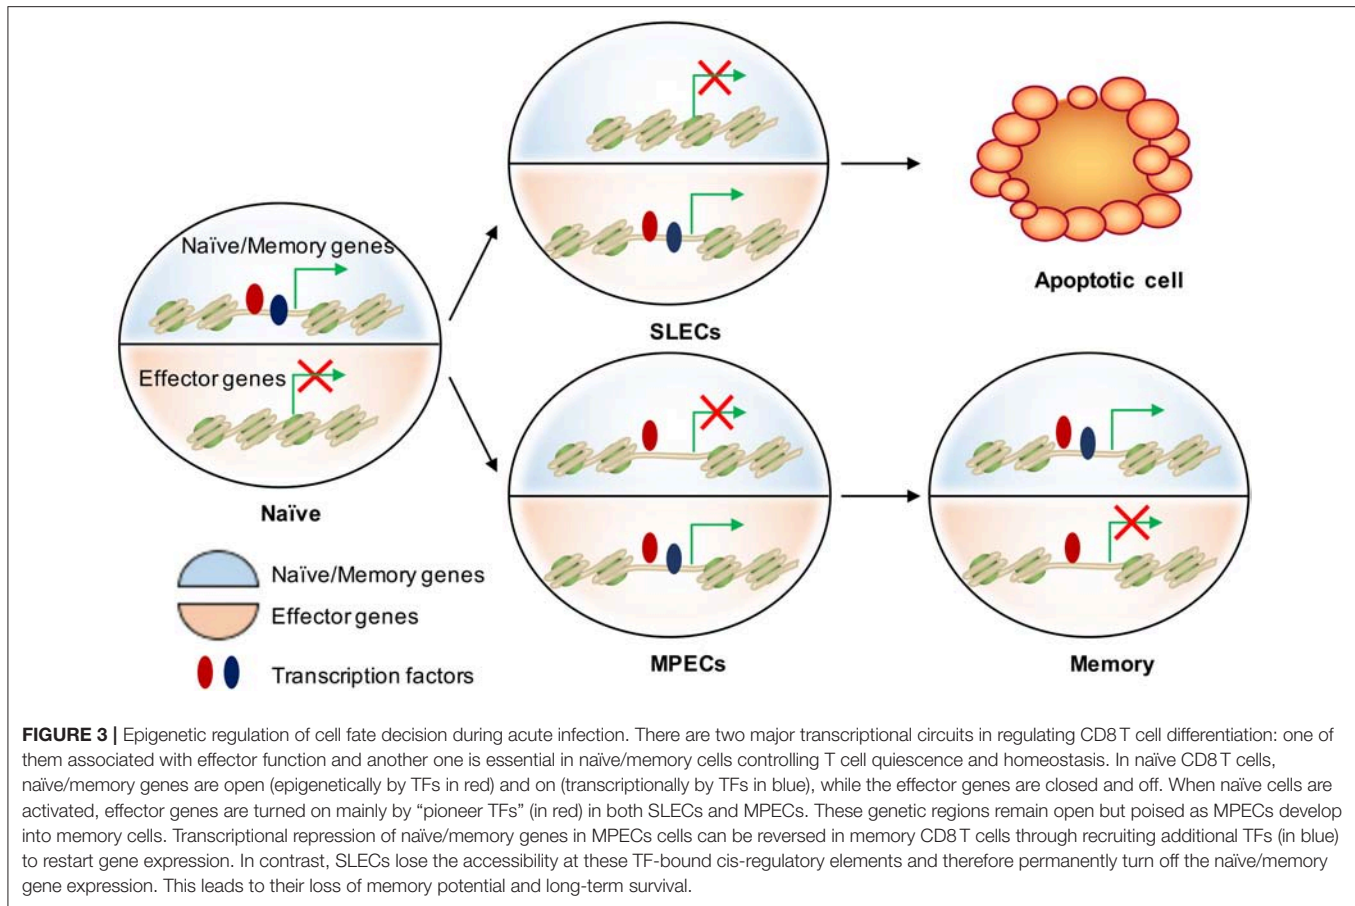 Naïve/Memory genes
Effector genes
Naïve
SLECs
Apoptotic cell
MPECs
Memory
Naïve/Memory genes
Effector genes
Transcription factors
FIGURE 3 | Epigenetic regulation of cell fate decision during acute infection. There are two major transcriptional circuits in regulating CD8 T cell differentiation: one of
them associated with effector function and another one is essential in naïve/memory cells controlling T cell quiescence and homeostasis. In naïve CD8 T cells,
naïve/memory genes are open (epigenetically by TFs in red) and on (transcriptionally by TFs in blue), while the effector genes are closed and off. When naïve cells are
activated, effector genes are turned on mainly by “pioneer TFs” (in red) in both SLECs and MPECs. These genetic regions remain open but poised as MPECs develop
into memory cells. Transcriptional repression of naïve/memory genes in MPECs cells can be reversed in memory CD8 T cells through recruiting additional TFs (in blue)
to restart gene expression. In contrast, SLECs lose the accessibility at these TF-bound cis-regulatory elements and therefore permanently turn off the naïve/memory
gene expression. This leads to their loss of memory potential and long-term survival.